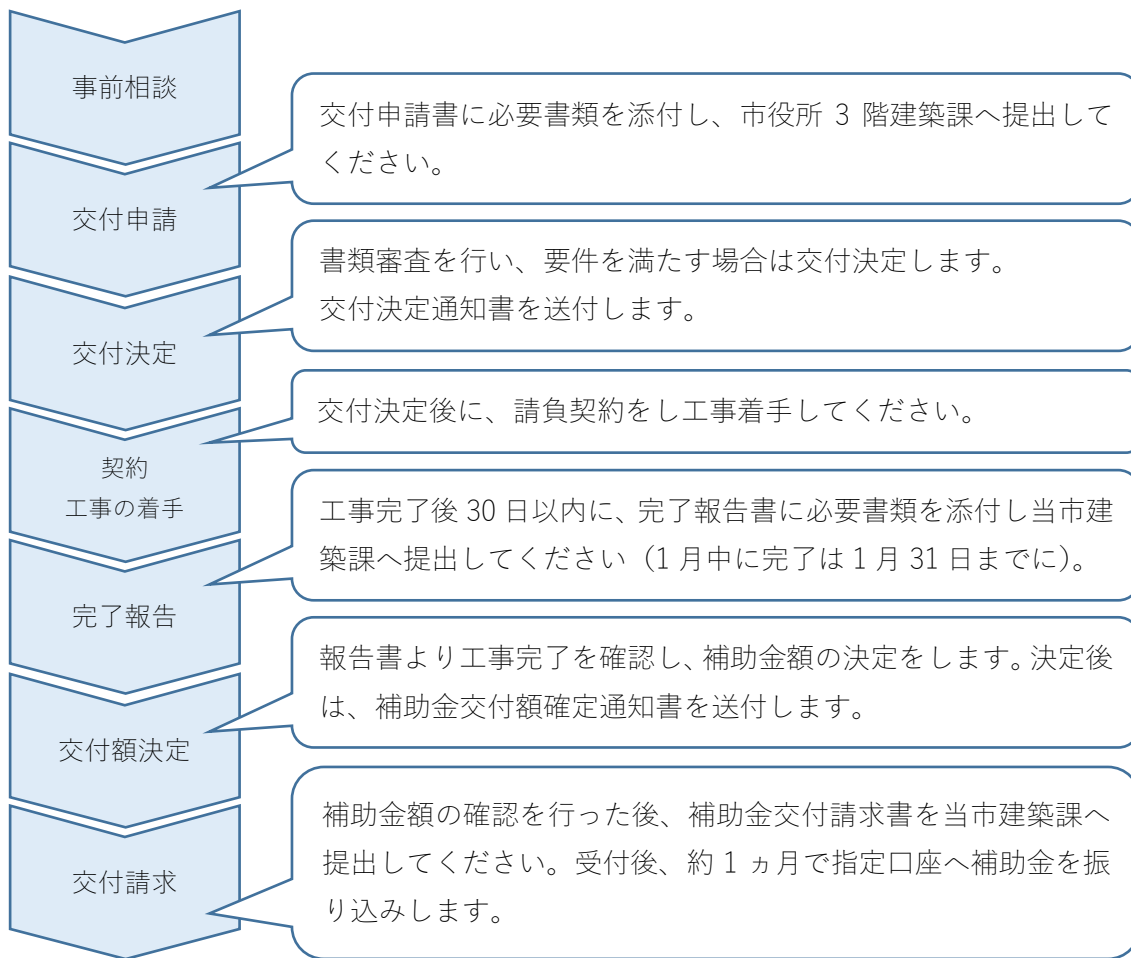 事前相談
交付申請書に必要書類を添付し、市役所 3 階建築課へ提出して
ください。
交付申請
書類審査を行い、要件を満たす場合は交付決定します。
交付決定通知書を送付します。
交付決定
交付決定後に、請負契約をし工事着手してください。
契約
工事の着手
工事完了後 30 日以内に、完了報告書に必要書類を添付し当市建
築課へ提出してください（1 月中に完了は 1 月 31 日までに）。
完了報告
報告書より工事完了を確認し、補助金額の決定をします。決定後
は、補助金交付額確定通知書を送付します。
交付額決定
補助金額の確認を行った後、補助金交付請求書を当市建築課へ
提出してください。受付後、約 1 ヵ月で指定口座へ補助金を振
り込みします。
交付請求